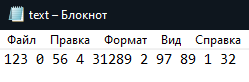 text – Блокнот
Файл Правка Формат Вид Справка
123 0 56 4 31289 2 97 89 1 32